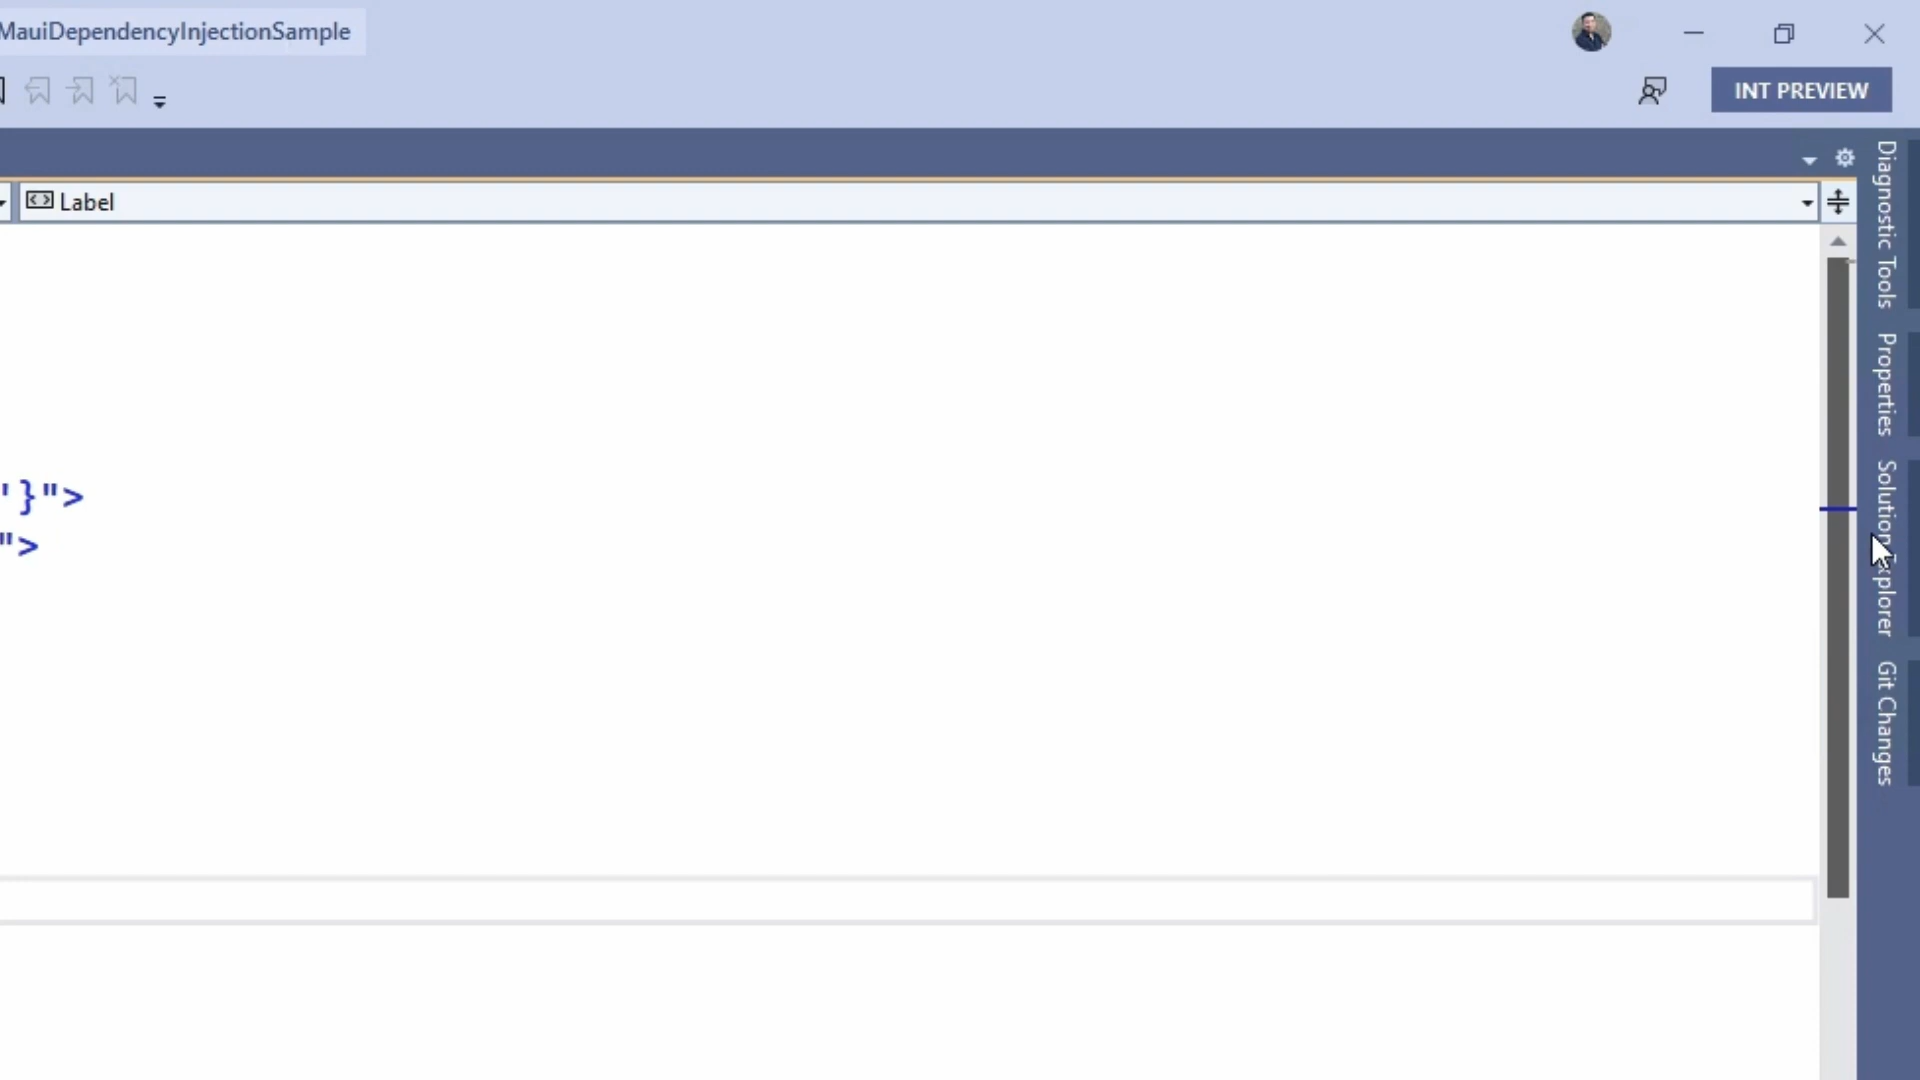 MauiDependencyInjectionSample
INT PREVIEW
Label
'}">
">
Diagnostic Tools
Properties
Solution Explorer
Git Changes